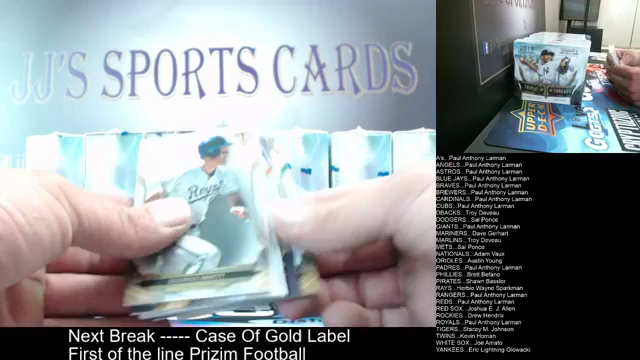 JJ'S SPORTS CARDS
Royals
2019
TRIPLE THREADS
UPPER DECK
A's...Paul Anthony Larman
ANGELS...Paul Anthony Larman
ASTROS...Paul Anthony Larman
BLUE JAYS...Paul Anthony Larman
BRAVES...Paul Anthony Larman
BREWERS...Paul Anthony Larman
CARDINALS...Paul Anthony Larman
CUBS...Paul Anthony Larman
DBACKS...Troy Deveau
DODGERS...Sal Ponce
GIANTS...Paul Anthony Larman
MARINERS...Dave Gerhart
MARLINS...Troy Deveau
METS...Sal Ponce
NATIONALS...Adam Vaux
ORIOLES...Austin Young
PADRES...Paul Anthony Larman
PHILLIES...Brett Befano
PIRATES...Shawn Bassler
RAYS...Herbie Wayne Sparkman
RANGERS...Paul Anthony Larman
REDS...Paul Anthony Larman
RED SOX...Joshua E. J. Allen
ROCKIES...Drew Hendrix
ROYALS...Paul Anthony Larman
TIGERS...Stacey M. Johnson
TWINS...Kevin Homan
WHITE SOX...Joe Amato
YANKEES...Eric Lightning Glowacki
Next Break ----- Case Of Gold Label
First of the line Prizim Football